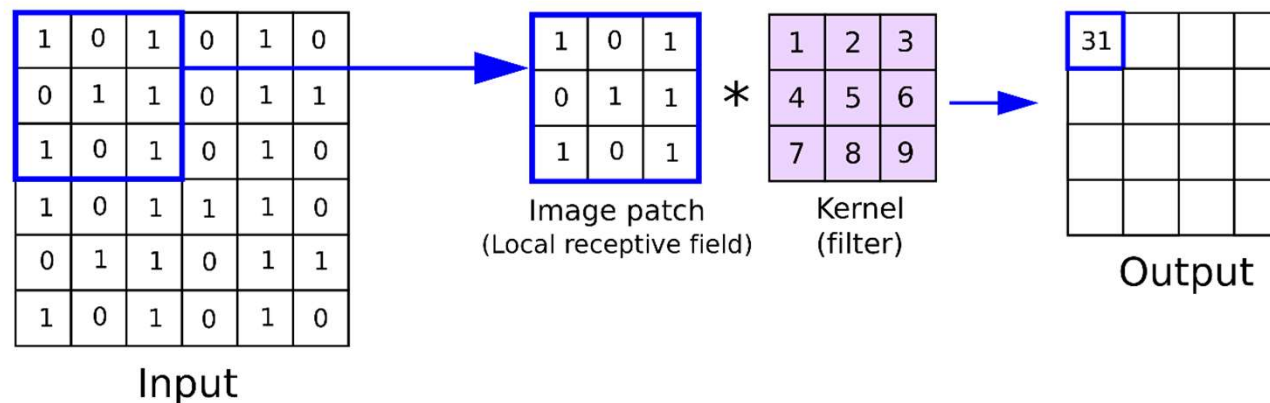 1 0 1 0 1 0
0 1 1 0 1 1
1 0 1 0 1 0
1 0 1 1 1 0
0 1 1 0 1 1
1 0 1 0 1 0
Input
1 0 1
0 1 1
1 0 1
Image patch
(Local receptive field)
*
1 2 3
4 5 6
7 8 9
Kernel
(filter)
31
Output